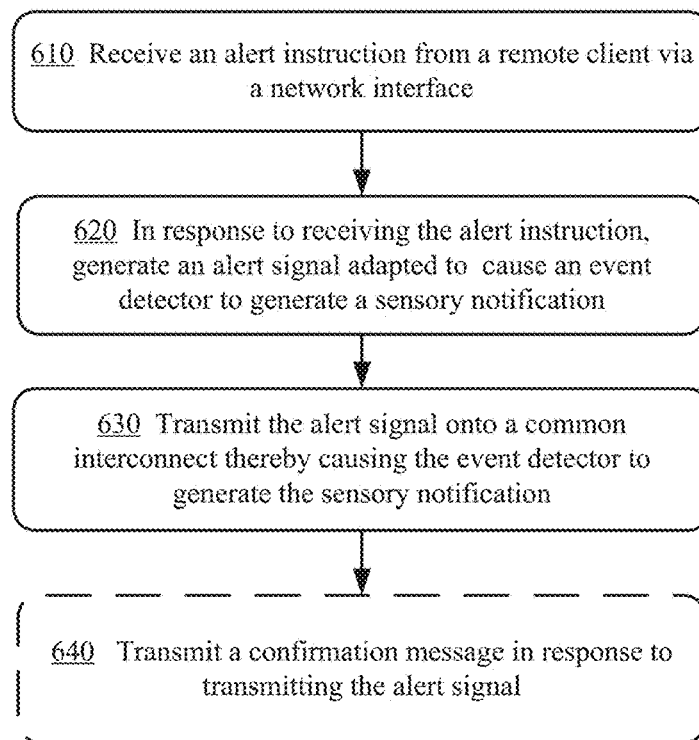 610 Receive an alert instruction from a remote client via
a network interface
620 In response to receiving the alert instruction,
generate an alert signal adapted to cause an event
detector to generate a sensory notification
630 Transmit the alert signal onto a common
interconnect thereby causing the event detector to
generate the sensory notification
640 Transmit a confirmation message in response to
transmitting the alert signal